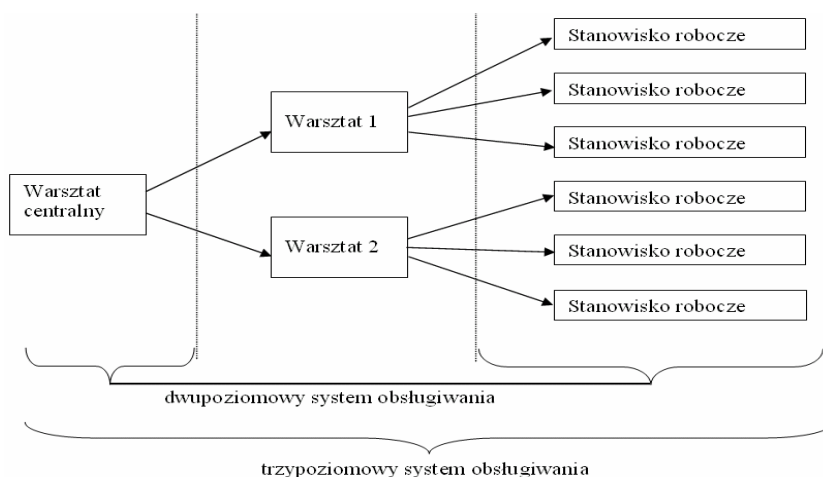 Stanowisko robocze
Stanowisko robocze
Warsztat 1
Stanowisko robocze
Warsztat
centralny
Stanowisko robocze
Warsztat 2
Stanowisko robocze
Stanowisko robocze
dwupoziomowy system obsługiwania
trzypoziomowy system obsługiwania